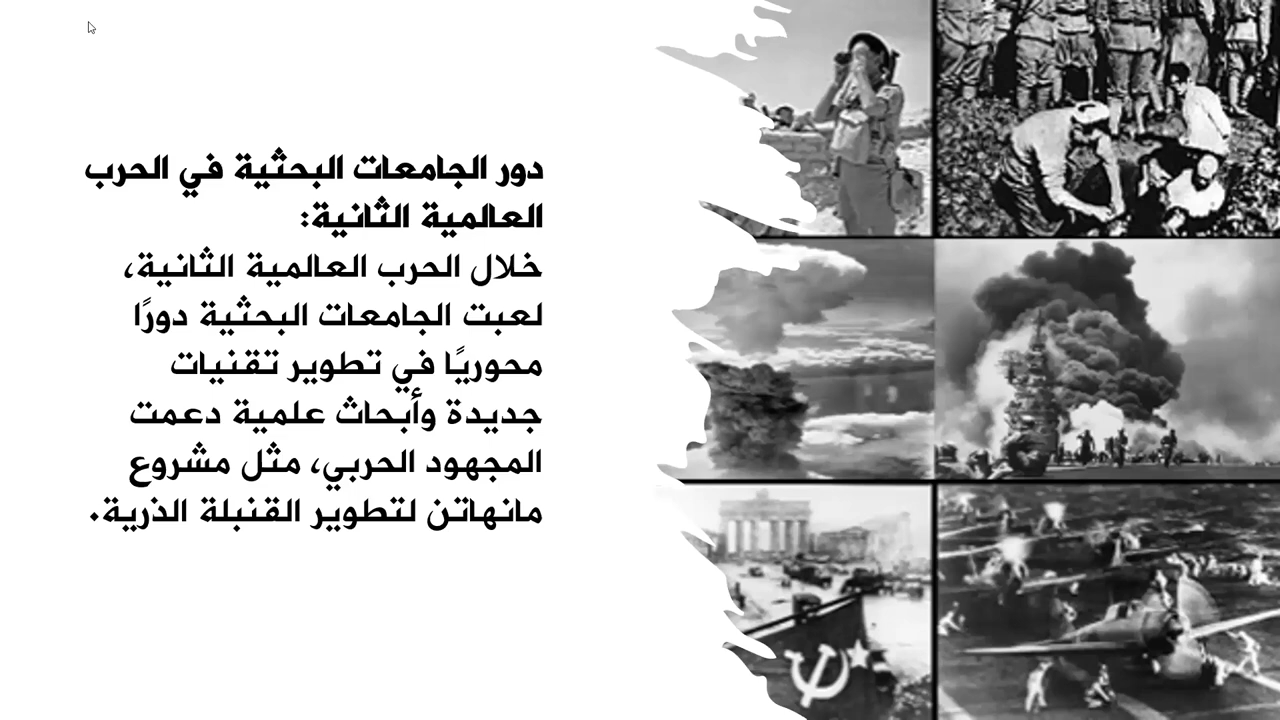 دور الجامعات البحثية في الحرب
العالمية الثانية:
خلال الحرب العالمية الثانية،
لعبت الجامعات البحثية دورًا
محوريًا في تطوير تقنيات
جديدة وأبحاث علمية دعمت
المجهود الحربي، مثل مشروع
مانهاتن لتطوير القنبلة الذرية.